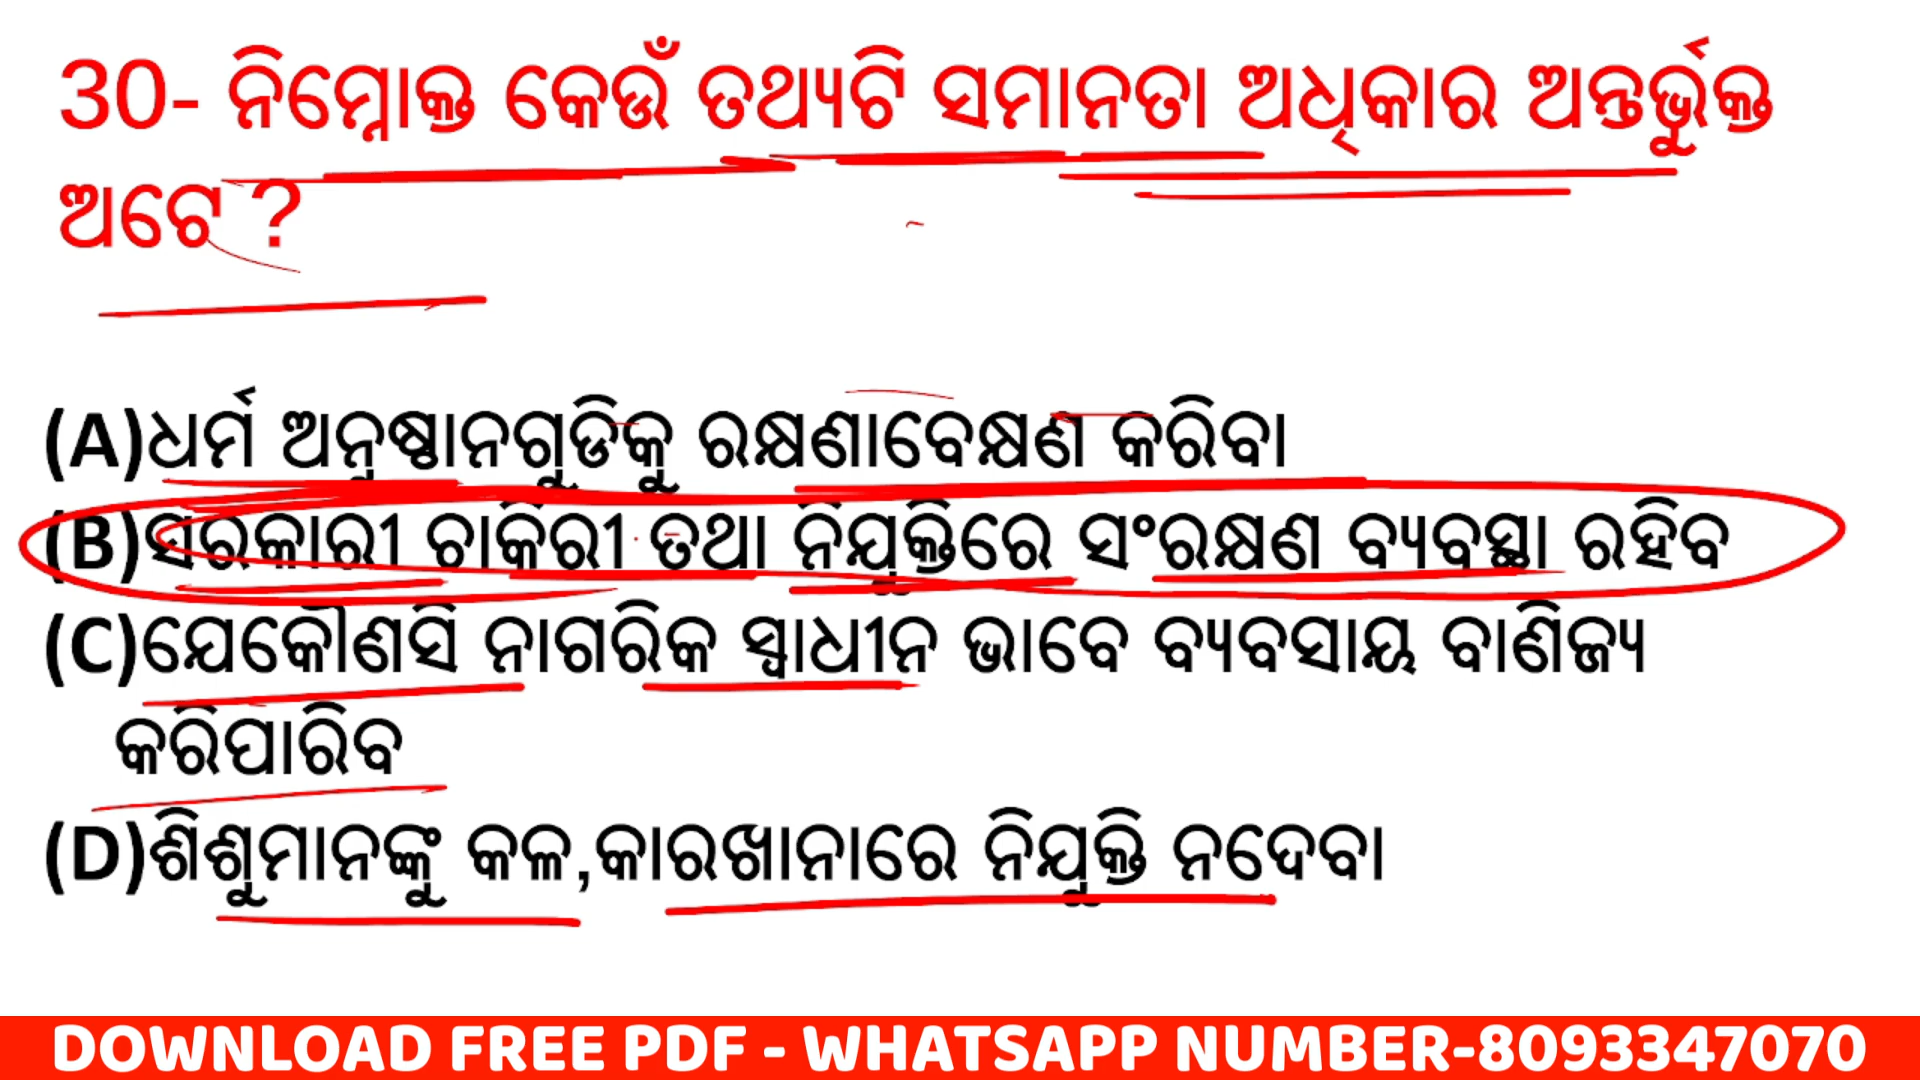 30- ନିମ୍ନୋକ୍ତ କେଉଁ ତଥ୍ୟଟି ସମାନତା ଅଧିକାର ଅନ୍ତର୍ଭୁକ୍ତ
ଅଟେ ?
(A)ଧର୍ମ ଅନୁଷ୍ଠାନଗୁଡିକୁ ରକ୍ଷଣାବେକ୍ଷଣ କରିବା
(B)ସରକାରୀ ଚାକିରୀ ତଥା ନିଯୁକ୍ତିରେ ସଂରକ୍ଷଣ ବ୍ୟବସ୍ଥା ରହିବ
(C)ଯେକୌଣସି ନାଗରିକ ସ୍ୱାଧୀନ ଭାବେ ବ୍ୟବସାୟ ବାଣିଜ୍ୟ
କରିପାରିବ
(D)ଶିଶୁମାନଙ୍କୁ କଳ,କାରଖାନାରେ ନିଯୁକ୍ତି ନଦେବା
DOWNLOAD FREE PDF - WHATSAPP NUMBER-8093347070